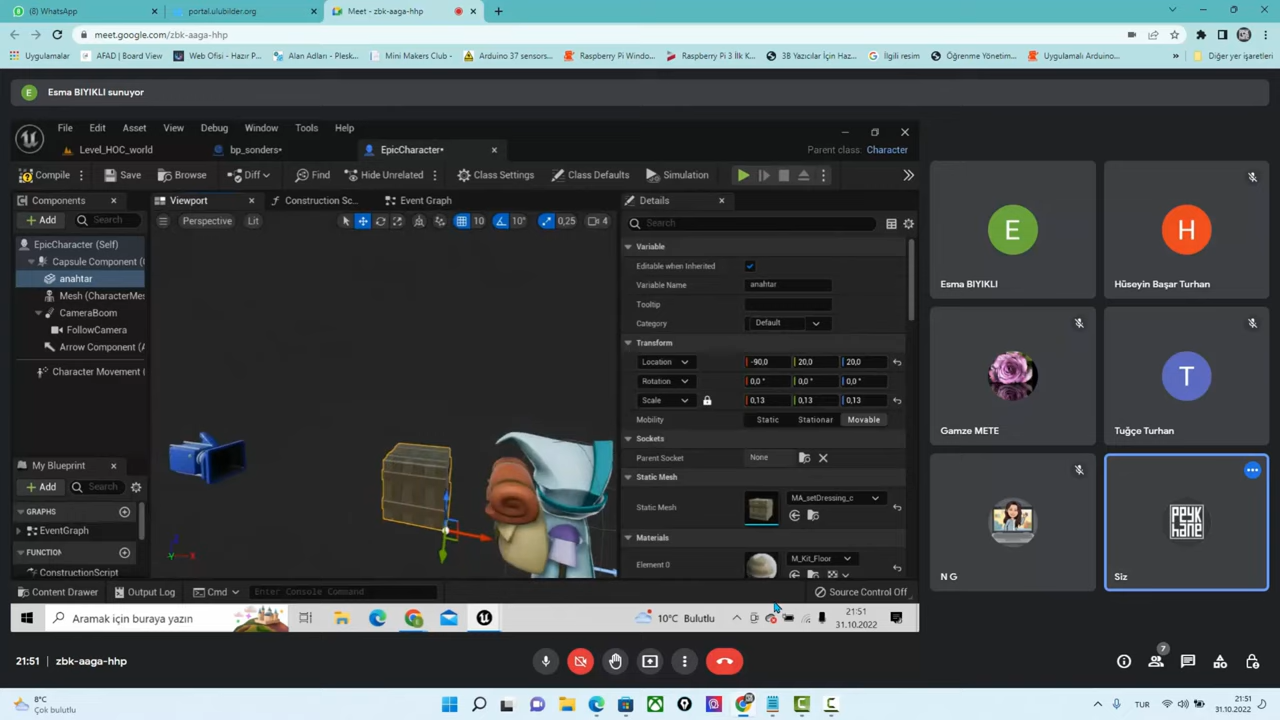 WhatsApp
portal.ulubilder.org
Meet - zbk-aaga-hhp
meet.google.com/zbk-aaga-hhp
Uygulamalar
AFAD | Board View
Web Ofisi - Hazır P...
Alan Adları - Plesk...
Mini Makers Club -
Arduino 37 sensors...
Raspberry Pi Windo...
Raspberry Pi 3 İlk K...
3B Yazıcılar İçin Haz...
İlgili resim
Öğrenme Yönetim...
Uygulamalı Arduino...
Diğer yer işaretleri
E
Esma BIYIKLI sunuyor
File
Edit
Asset
View
Debug
Window
Tools
Help
Level_HOC_world
bp_sonders*
EpicCharacter*
Parent class: Character
Compile
Save
Browse
Diff
Find
Hide Unrelated
Class Settings
Class Defaults
Simulation
Components
Viewport
Construction Sc...
Event Graph
Details
Add
Search
Perspective
Lit
10
10°
0,25
4
Search
EpicCharacter (Self)
Capsule Component (
anahtar
Mesh (CharacterMes
CameraBoom
FollowCamera
Arrow Component (
Character Movement (
Variable
Editable when Inherited
Variable Name
anahtar
Tooltip
Category
Default
Transform
Location
-90,0
20,0
20,0
Rotation
0,0 °
0,0 °
0,0 °
Scale
0,13
0,13
0,13
Mobility
Static
Stationar
Movable
Sockets
Parent Socket
None
Static Mesh
Static Mesh
MA_setDressing_c
Materials
Element 0
M_Kit_Floor
My Blueprint
Add
Search
GRAPHS
EventGraph
FUNCTION
ConstructionScript
Content Drawer
Output Log
Cmd
Enter Console Command
Source Control Off
Aramak için buraya yazın
10°C Bulutlu
21:51
31.10.2022
E
Esma BIYIKLI
H
Hüseyin Başar Turhan
Gamze METE
T
Tuğçe Turhan
N G
Siz
21:51
zbk-aaga-hhp
7
8°C
Çok bulutlu
TUR
21:51
31.10.2022